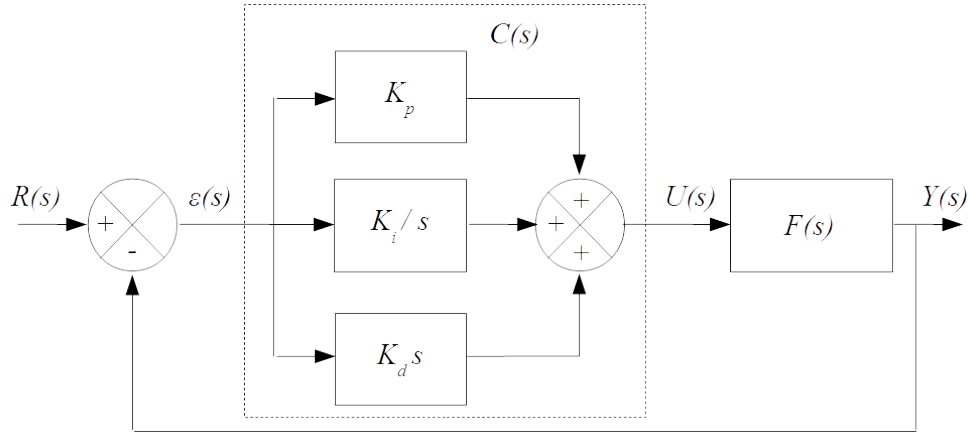 C(s)
K_p
R(s)
+
-
ε(s)
K_i / s
+
+
+
U(s)
F(s)
Y(s)
K_d s